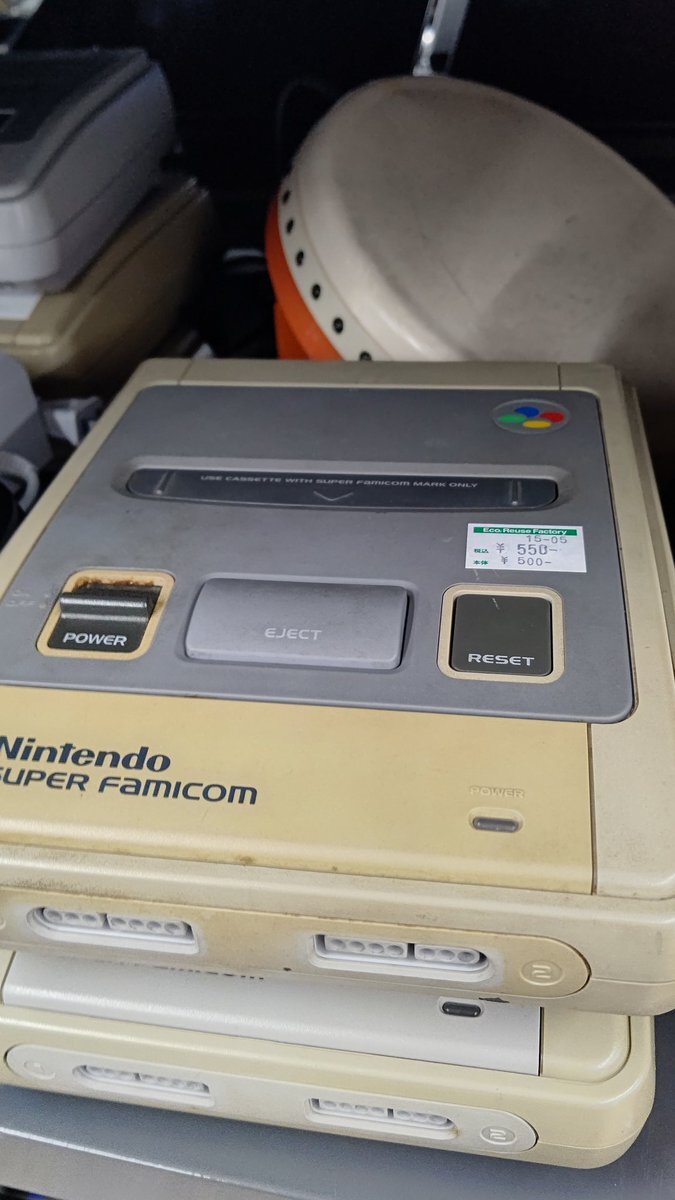 USE CASSETTE WITH SUPER FAMICOM MARK ONLY
Eco.Reuse Factory
15-05
税込 ¥ 550-
本体 ¥ 500-
POWER
EJECT
RESET
Nintendo
SUPER FAMICOM
POWER
2
2